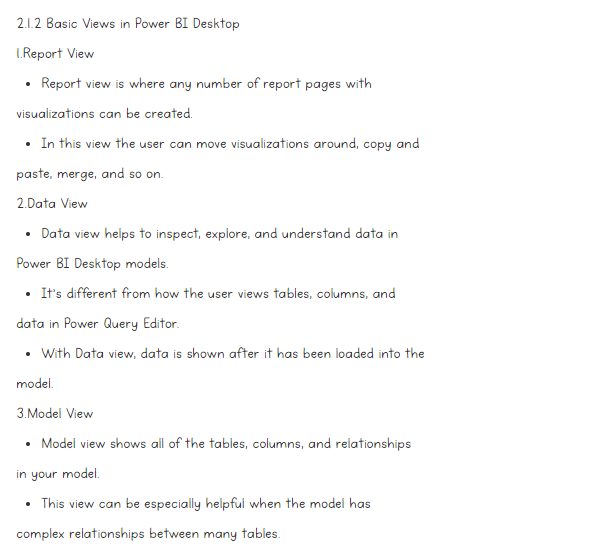 2.1.2 Basic Views in Power BI Desktop
1.Report View
• Report view is where any number of report pages with
visualizations can be created.
• In this view the user can move visualizations around, copy and
paste, merge, and so on.
2.Data View
• Data view helps to inspect, explore, and understand data in
Power BI Desktop models.
• It's different from how the user views tables, columns, and
data in Power Query Editor.
• With Data view, data is shown after it has been loaded into the
model.
3.Model View
• Model view shows all of the tables, columns, and relationships
in your model.
• This view can be especially helpful when the model has
complex relationships between many tables.